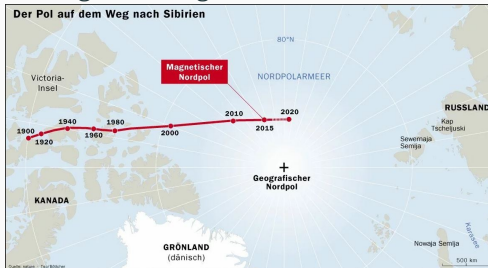 Der Pol auf dem Weg nach Sibirien
80°N
Magnetischer
Nordpol
NORDPOLARMEER
Victoria-
Insel
RUSSLAND
Kap
Tscheljuski
Sewernaja
Semlja
1900
1920
1940
1960
1980
2000
2010
2015
2020
Geografischer
Nordpol
KANADA
GRÖNLAND
(dänisch)
Karasee
Nowaja Semlja
500 km